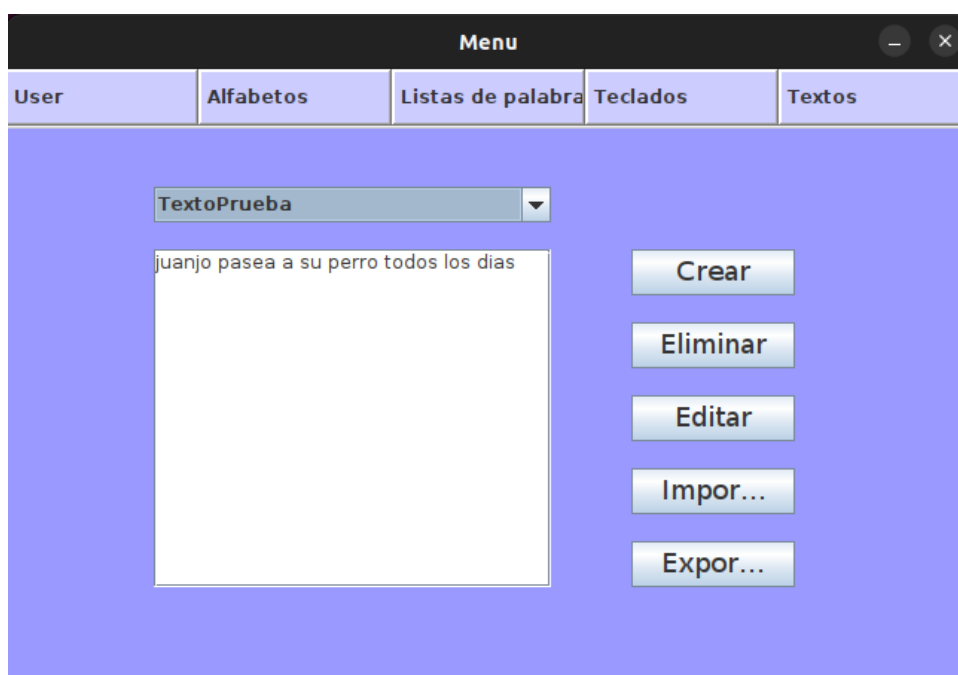 Menu
User Alfabetos Listas de palabra Teclados Textos
TextoPrueba
juanjo pasea a su perro todos los dias
Crear
Eliminar
Editar
Impor...
Expor...